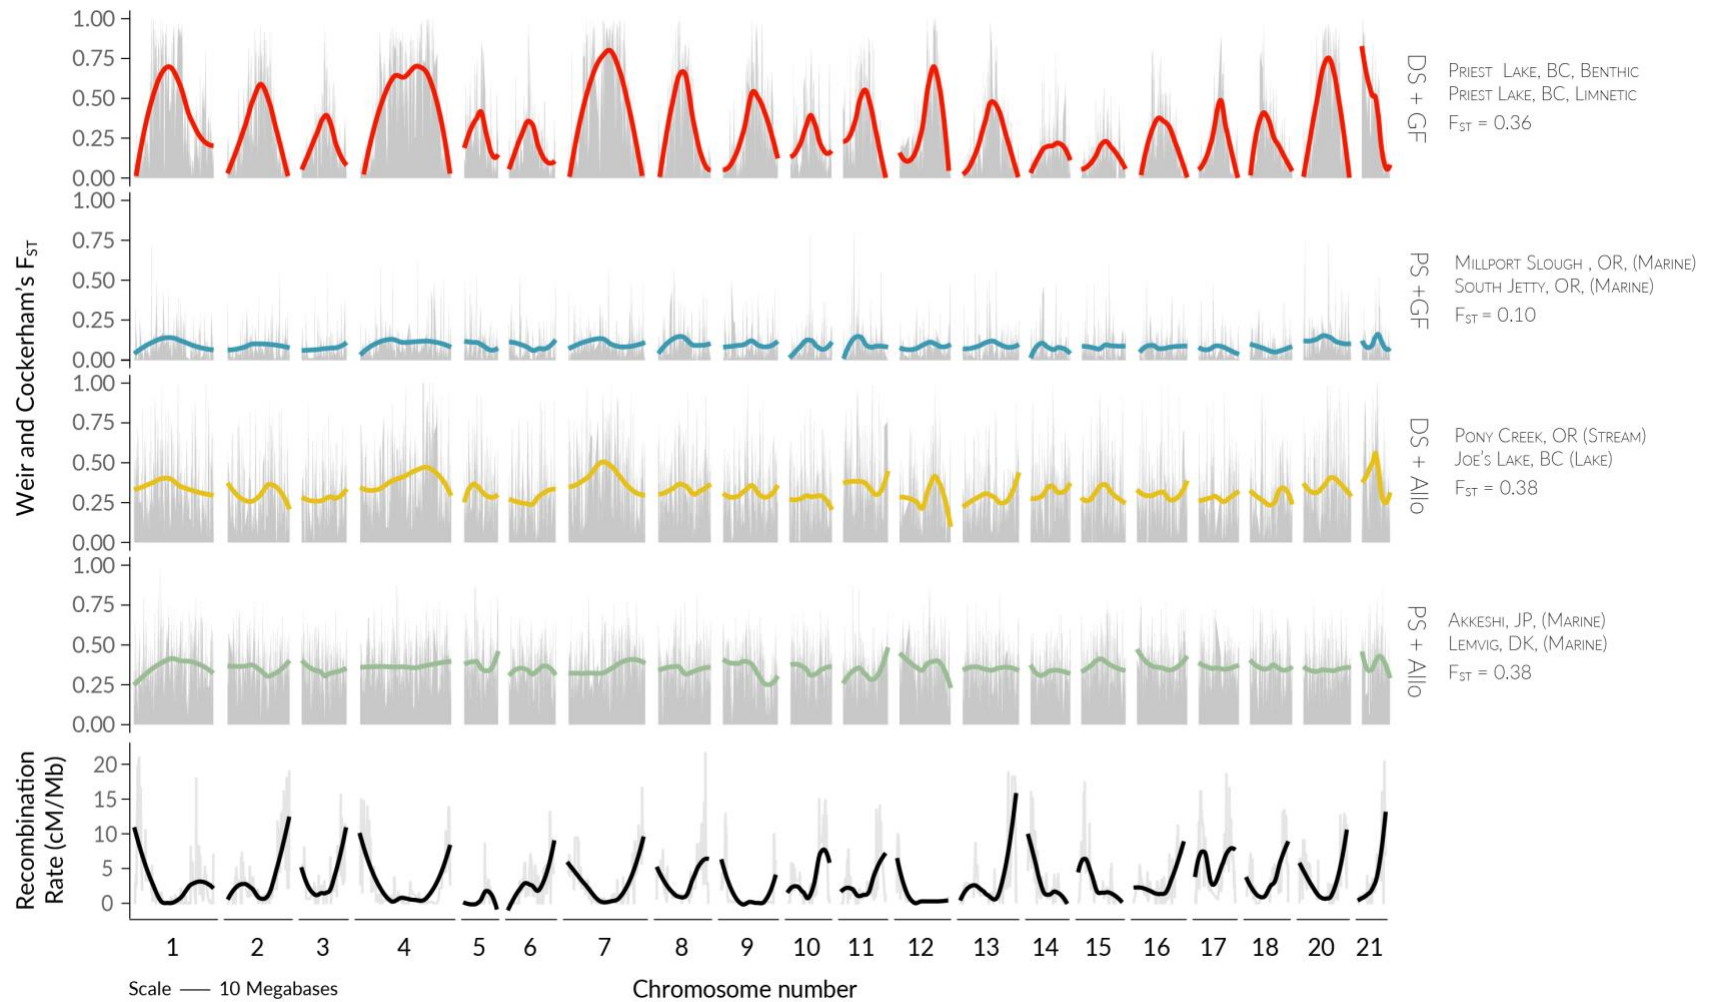 Weir and Cockerham's FST
1.00
0.75
0.50
0.25
0.00
DS + GF
Priest Lake, BC, Benthic
Priest Lake, BC, Limnetic
FST = 0.36
1.00
0.75
0.50
0.25
0.00
PS +GF
Millport Slough , OR, (Marine)
South Jetty, OR, (Marine)
FST = 0.10
1.00
0.75
0.50
0.25
0.00
DS + Allo
Pony Creek, OR (Stream)
Joe's Lake, BC (Lake)
FST = 0.38
1.00
0.75
0.50
0.25
0.00
PS + Allo
Akkeshi, JP, (Marine)
Lemvig, DK, (Marine)
FST = 0.38
Recombination
Rate (cM/Mb)
20
15
10
5
0
1 2 3 4 5 6 7 8 9 10 11 12 13 14 15 16 17 18 20 21
Scale 10 Megabases
Chromosome number